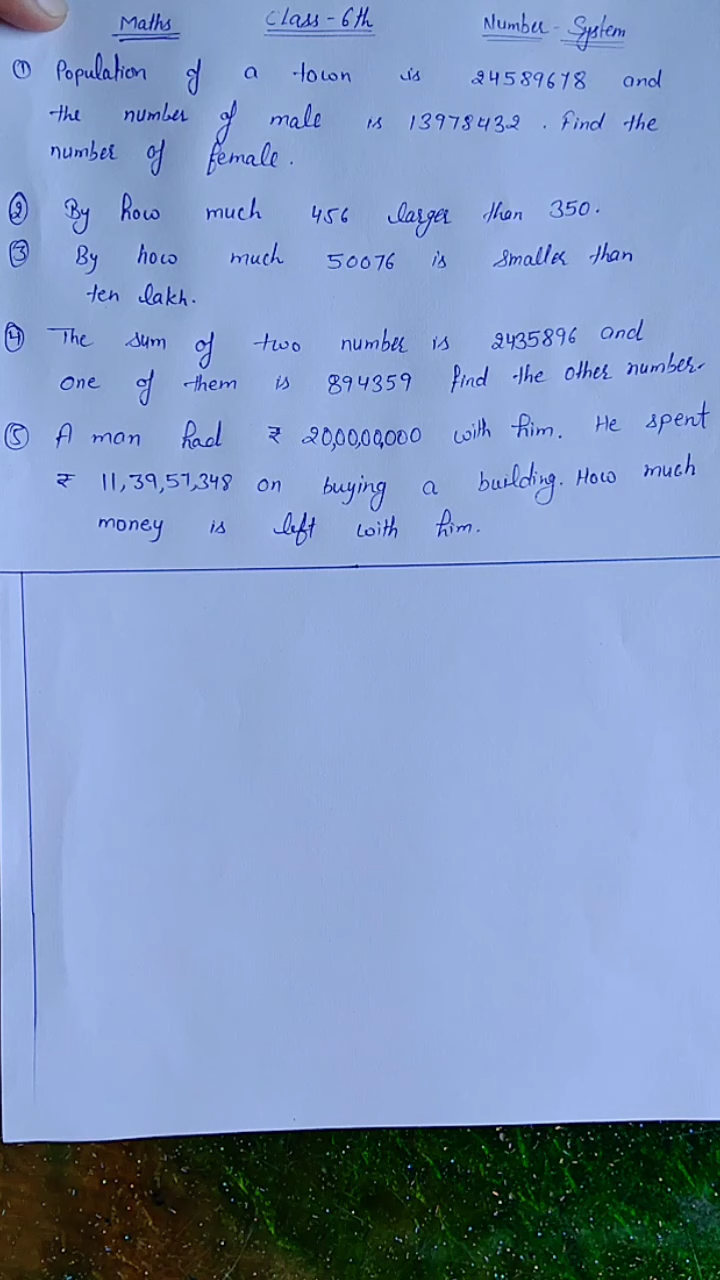 Maths Class-6th Number-System
① Population of a town is 24589678 and
the number of male is 13978432. Find the
number of female.
② By how much 456 larger than 350.
③ By how much 50076 is smaller than
ten lakh.
④ The sum of two number is 2435896 and
one of them is 894359 find the other number.
⑤ A man had ₹ 20,00,00,000 with him. He spent
₹ 11,39,57,348 on buying a building. How much
money is left with him.